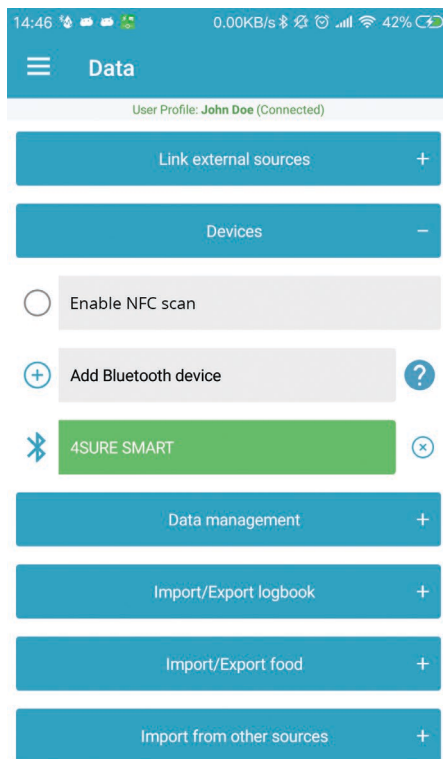 14:46 0.00KB/s 42%
Data
User Profile: John Doe (Connected)
Link external sources +
Devices −
Enable NFC scan
+ Add Bluetooth device ?
4SURE SMART ×
Data management +
Import/Export logbook +
Import/Export food +
Import from other sources +